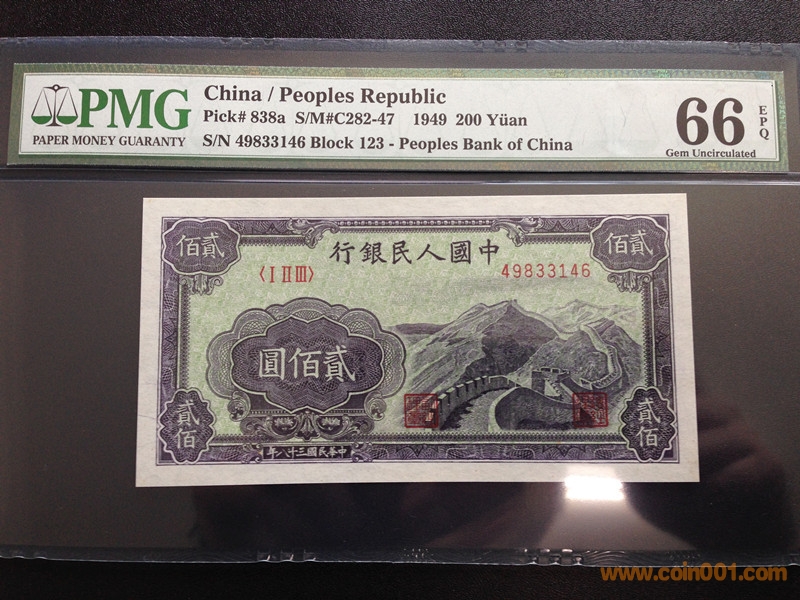 PMG
PAPER MONEY GUARANTY
China / Peoples Republic
Pick# 838a S/M#C282-47 1949 200 Yüan
S/N 49833146 Block 123 - Peoples Bank of China
66
EPQ
Gem Uncirculated
佰貳
行銀民人國中
佰貳
〈I II III〉
49833146
圓佰貳
貳佰
貳佰
年八十三國民華中
www.coin001.com